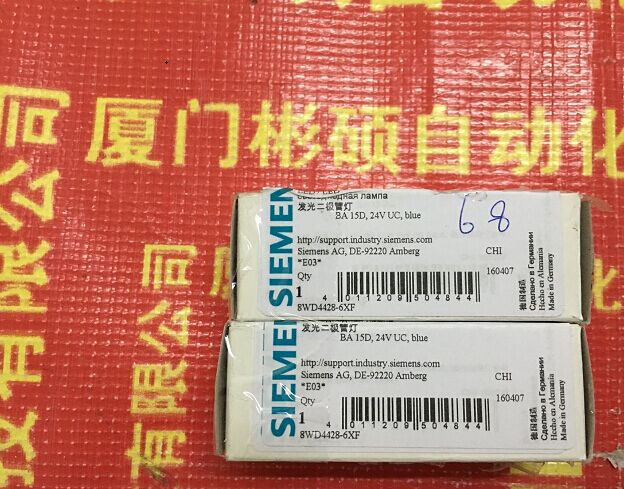 厦门彬硕自动化
有限公司
技有限公司
SIEMEN
светодиодная лампа
发光二极管灯
BA 15D, 24V UC, blue
68
http://support.industry.siemens.com
Siemens AG, DE-92220 Amberg
CHI
*E03*
160407
Qty
1
4 011209 504844
8WD4428-6XF
德国制造
Сделано в Германии
Hecho en Alemania
Made in Germany
SIEMEN
发光二极管灯
BA 15D, 24V UC, blue
http://support.industry.siemens.com
Siemens AG, DE-92220 Amberg
CHI
*E03*
160407
Qty
1
4 011209 504844
8WD4428-6XF
德国制造
Сделано в Германии
Hecho en Alemania
Made in Germany